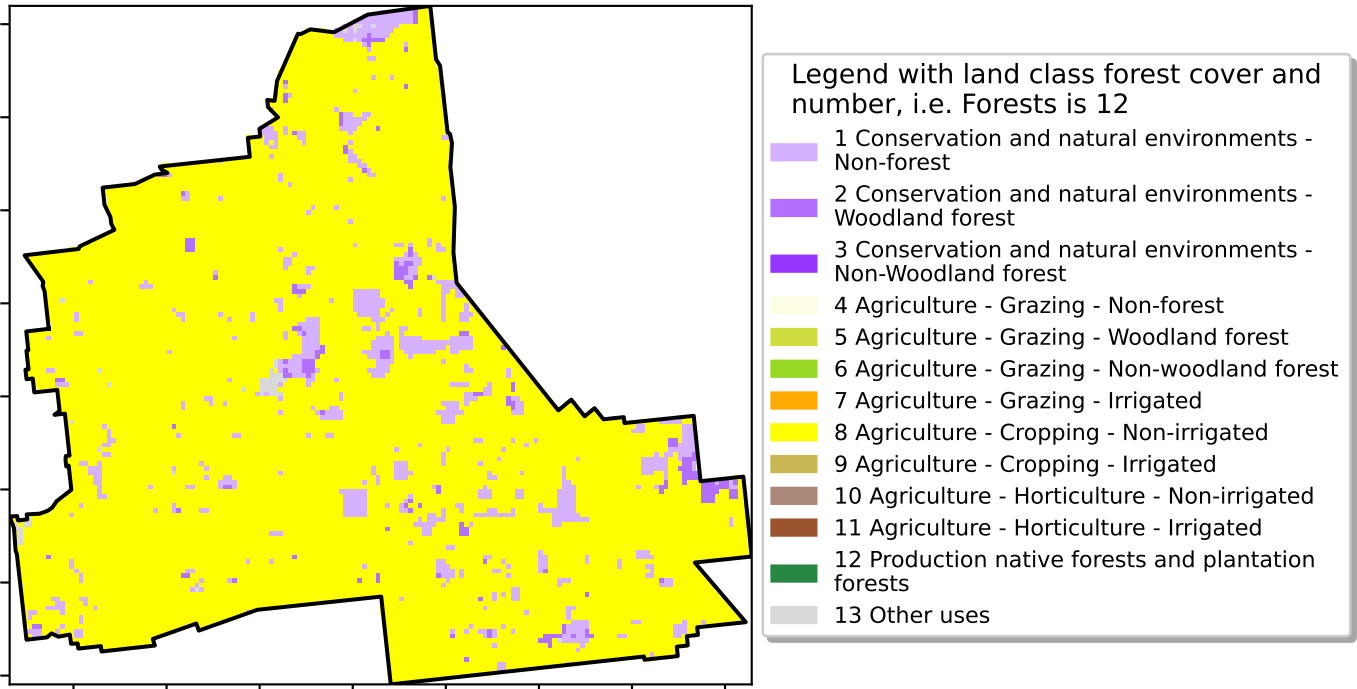 Legend with land class forest cover and
number, i.e. Forests is 12
1 Conservation and natural environments -
Non-forest
2 Conservation and natural environments -
Woodland forest
3 Conservation and natural environments -
Non-Woodland forest
4 Agriculture - Grazing - Non-forest
5 Agriculture - Grazing - Woodland forest
6 Agriculture - Grazing - Non-woodland forest
7 Agriculture - Grazing - Irrigated
8 Agriculture - Cropping - Non-irrigated
9 Agriculture - Cropping - Irrigated
10 Agriculture - Horticulture - Non-irrigated
11 Agriculture - Horticulture - Irrigated
12 Production native forests and plantation
forests
13 Other uses